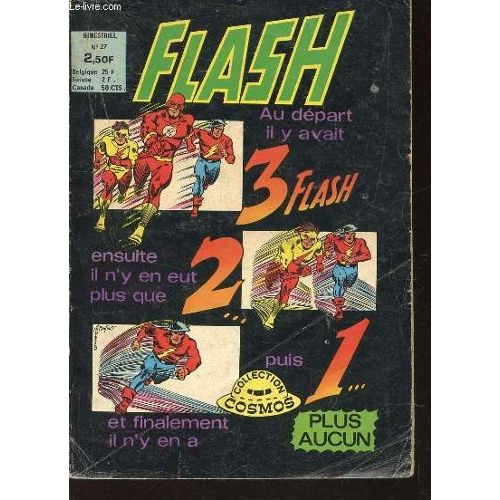 Le-livre.com
BIMESTRIEL
N° 27
2,50F
Belgique 25 F.
Suisse 2 F.
Canada 50 CTS.
FLASH
Au départ
il y avait
3 FLASH
ensuite
il n'y en eut
plus que
2...
puis
1...
COLLECTION
COSMOS
et finalement
il n'y en a
PLUS
AUCUN